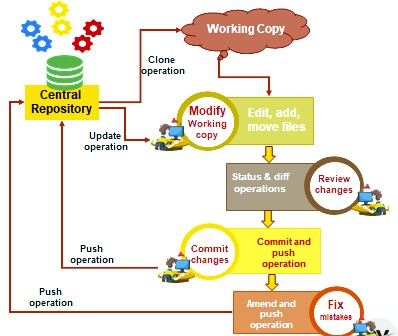 Working Copy
Clone
operation
Central
Repository
Modify
Working
copy
Edit, add,
move files
Update
operation
Status & diff
operations
Review
changes
Push
operation
Commit
changes
Commit and
push
operation
Push
operation
Amend and
push
operation
Fix
mistakes